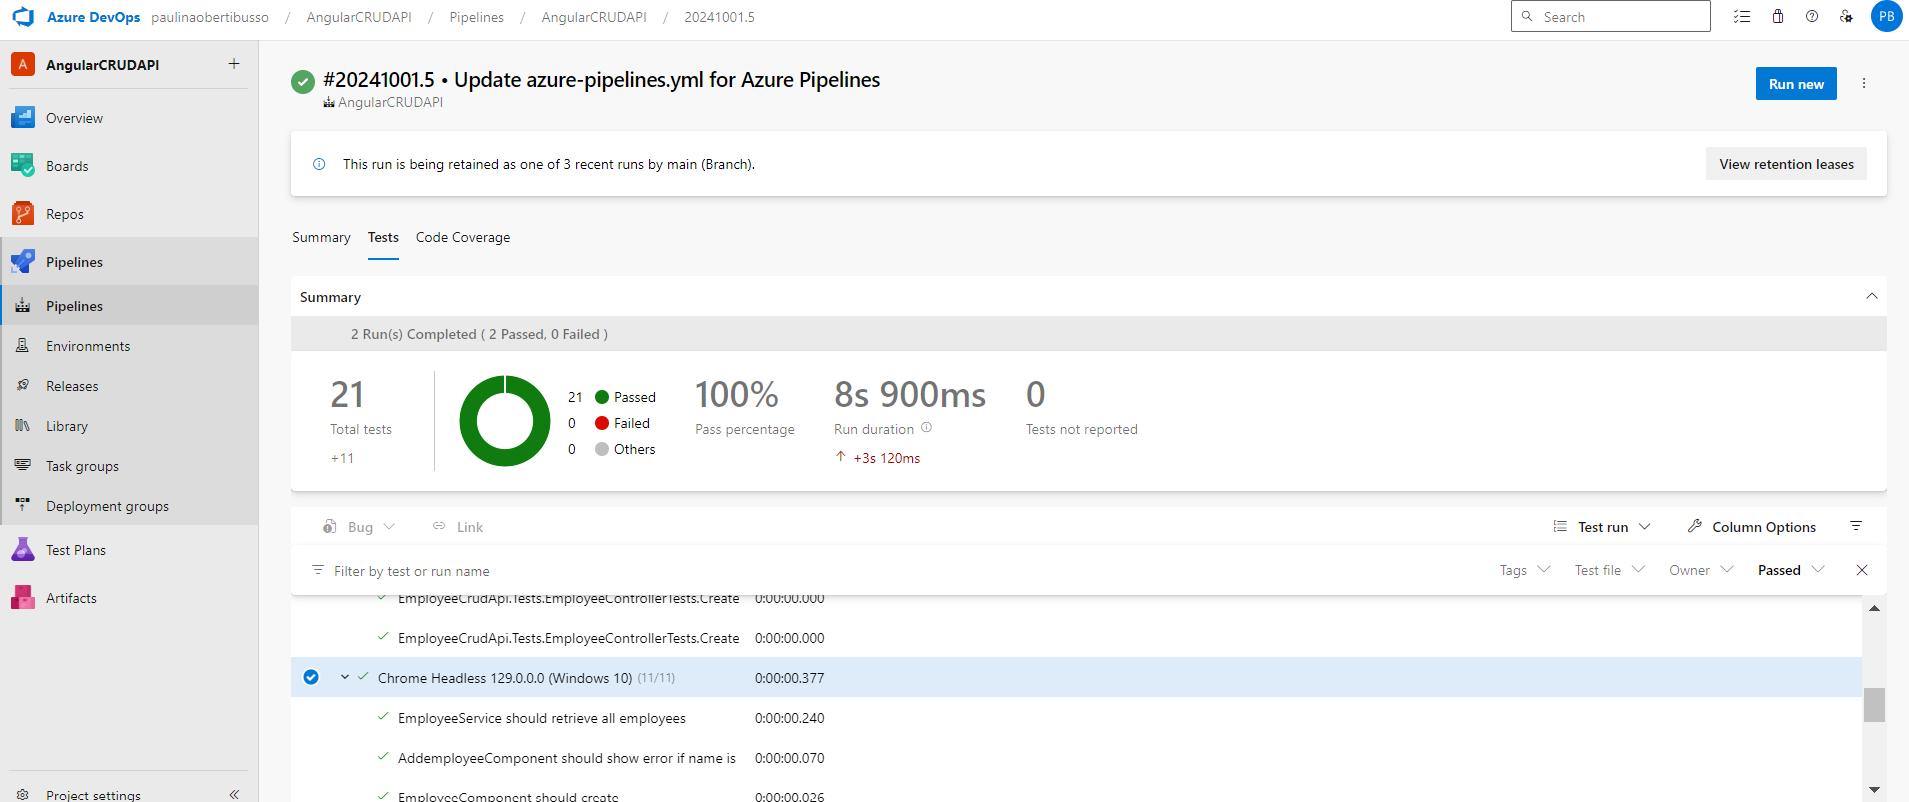 Azure DevOps paulinaobertibusso / AngularCRUDAPI / Pipelines / AngularCRUDAPI / 20241001.5
Search
PB
A AngularCRUDAPI +
Overview
Boards
Repos
Pipelines
Pipelines
Environments
Releases
Library
Task groups
Deployment groups
Test Plans
Artifacts
Project settings
#20241001.5 • Update azure-pipelines.yml for Azure Pipelines
AngularCRUDAPI
Run new
This run is being retained as one of 3 recent runs by main (Branch).
View retention leases
Summary Tests Code Coverage
Summary
2 Run(s) Completed ( 2 Passed, 0 Failed )
21
Total tests
+11
21 Passed
0 Failed
0 Others
100%
Pass percentage
8s 900ms
Run duration
+3s 120ms
0
Tests not reported
Bug Link
Test run Column Options
Filter by test or run name
Tags Test file Owner Passed
EmployeeCrudApi.Tests.EmployeeControllerTests.Create 0:00:00.000
EmployeeCrudApi.Tests.EmployeeControllerTests.Create 0:00:00.000
Chrome Headless 129.0.0.0 (Windows 10) (11/11) 0:00:00.377
EmployeeService should retrieve all employees 0:00:00.240
AddemployeeComponent should show error if name is 0:00:00.070
EmployeeComponent should create 0:00:00.026